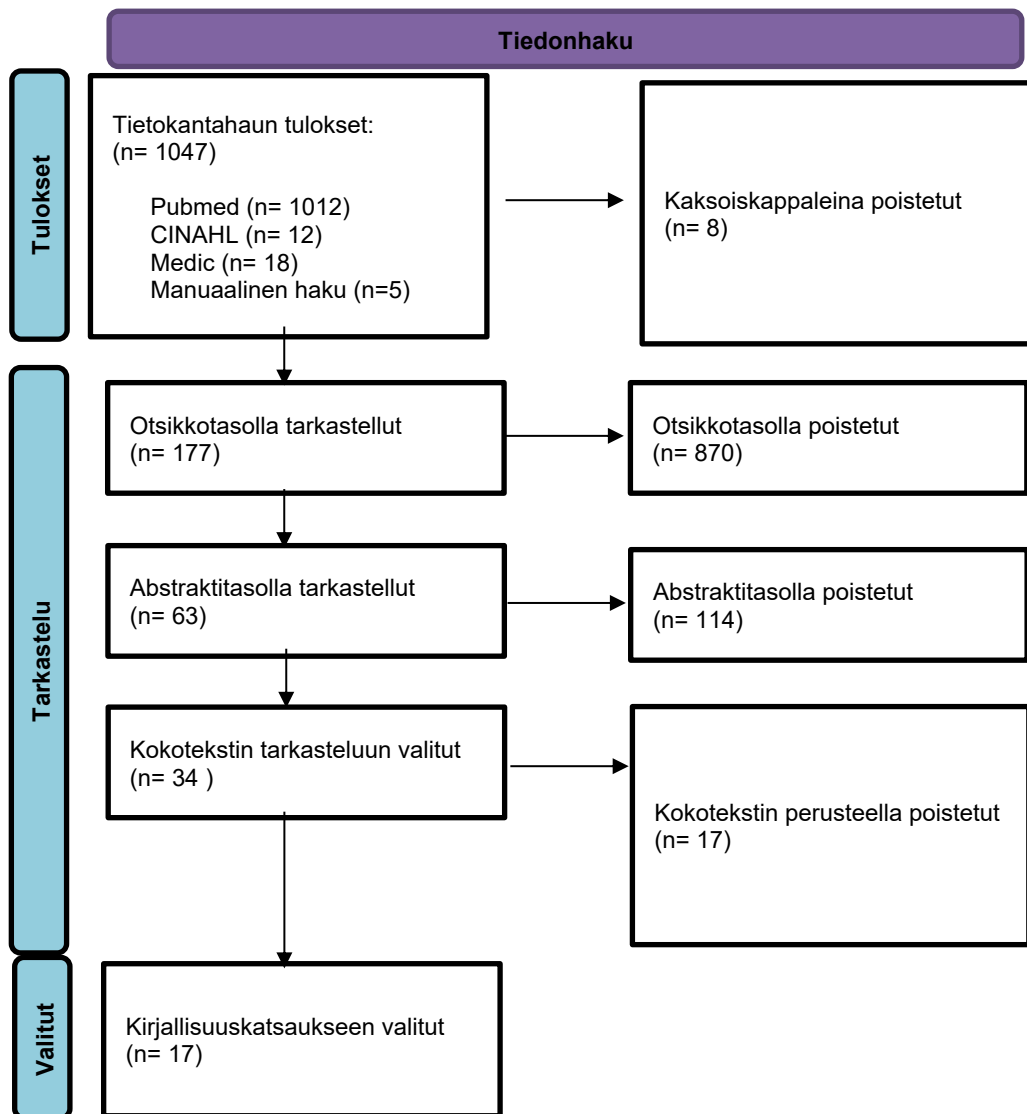 Tiedonhaku
Tulokset
Tietokantahaun tulokset:
(n= 1047)
Pubmed (n= 1012)
CINAHL (n= 12)
Medic (n= 18)
Manuaalinen haku (n=5)
Kaksoiskappaleina poistetut
(n= 8)
Tarkastelu
Otsikkotasolla tarkastellut
(n= 177)
Otsikkotasolla poistetut
(n= 870)
Abstraktitasolla tarkastellut
(n= 63)
Abstraktitasolla poistetut
(n= 114)
Kokotekstin tarkasteluun valitut
(n= 34 )
Kokotekstin perusteella poistetut
(n= 17)
Valitut
Kirjallisuuskatsaukseen valitut
(n= 17)